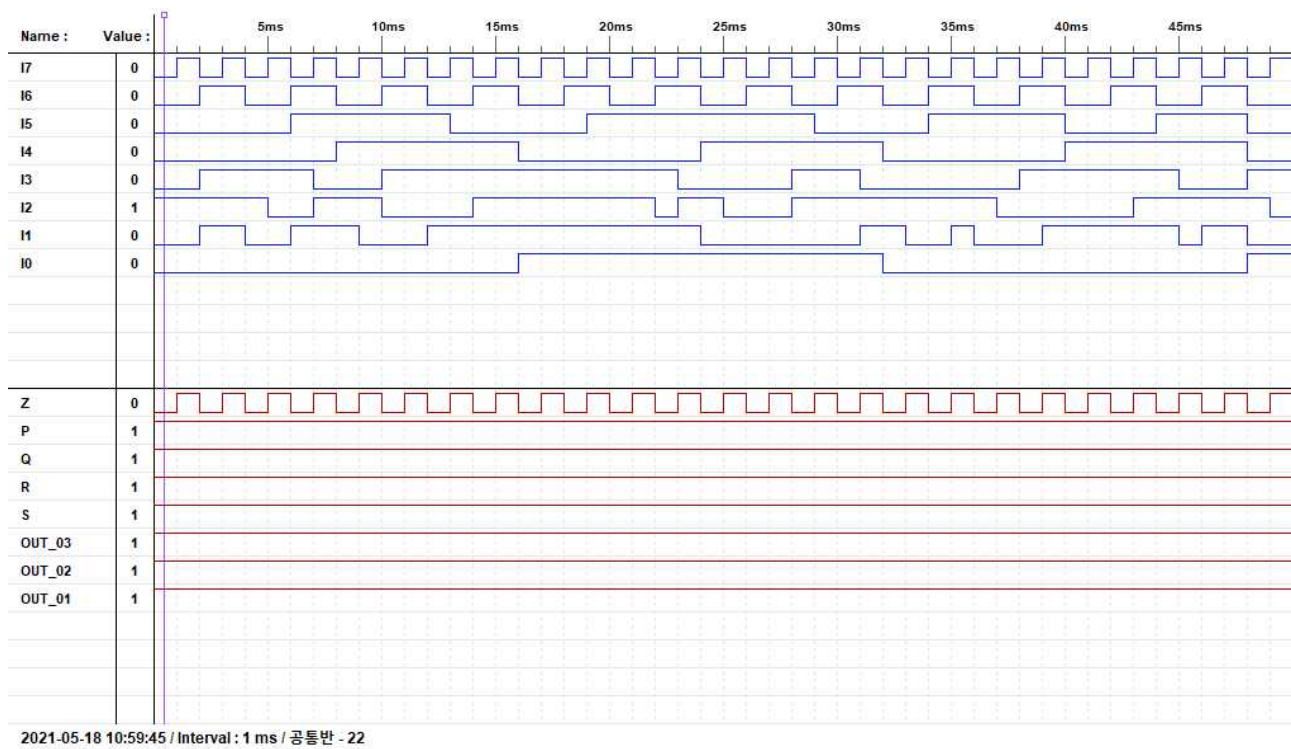 5ms 10ms 15ms 20ms 25ms 30ms 35ms 40ms 45ms
Name : Value :
I7 0
I6 0
I5 0
I4 0
I3 0
I2 1
I1 0
I0 0
Z 0
P 1
Q 1
R 1
S 1
OUT_03 1
OUT_02 1
OUT_01 1
2021-05-18 10:59:45 / Interval : 1 ms / 공통반 - 22